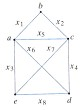 b
x₁ x₂
a x₅ c
x₆ x₇
x₃ x₄
e x₈ d